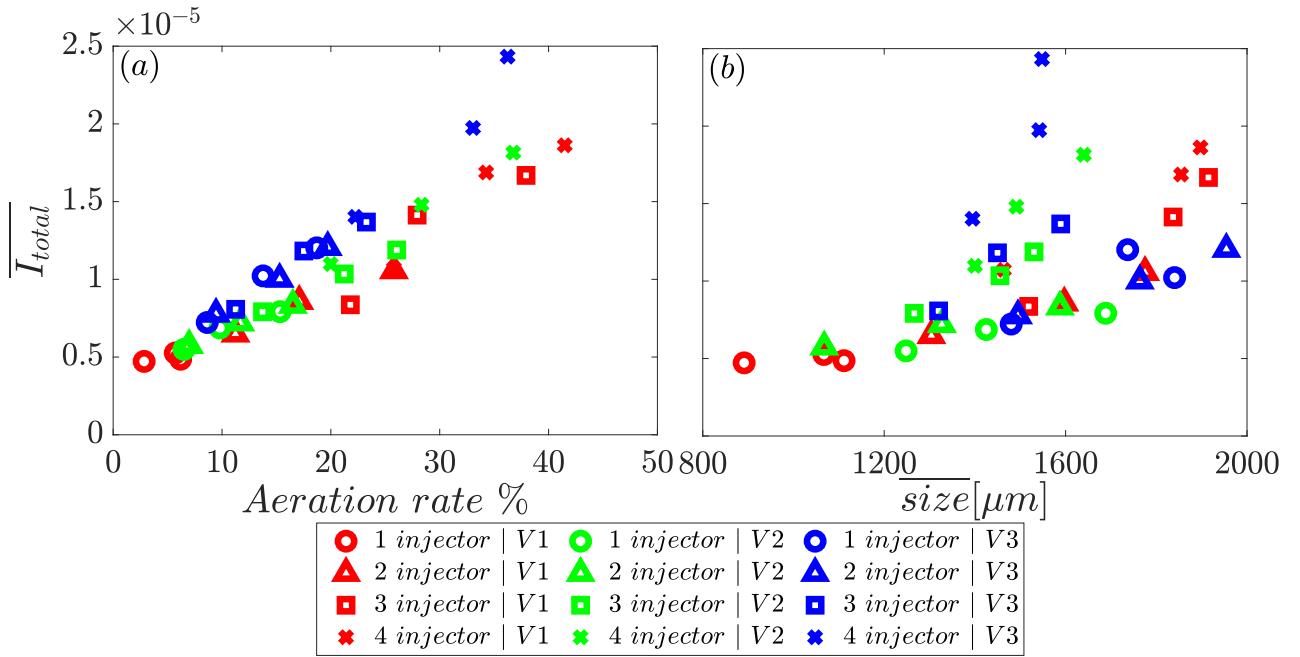 ×10⁻⁵
2.5
2
1.5
1
0.5
0
(a)
(b)
I_total
0 10 20 30 40 50
800 1200 1600 2000
Aeration rate %
size[μm]
1 injector | V1 1 injector | V2 1 injector | V3
2 injector | V1 2 injector | V2 2 injector | V3
3 injector | V1 3 injector | V2 3 injector | V3
4 injector | V1 4 injector | V2 4 injector | V3